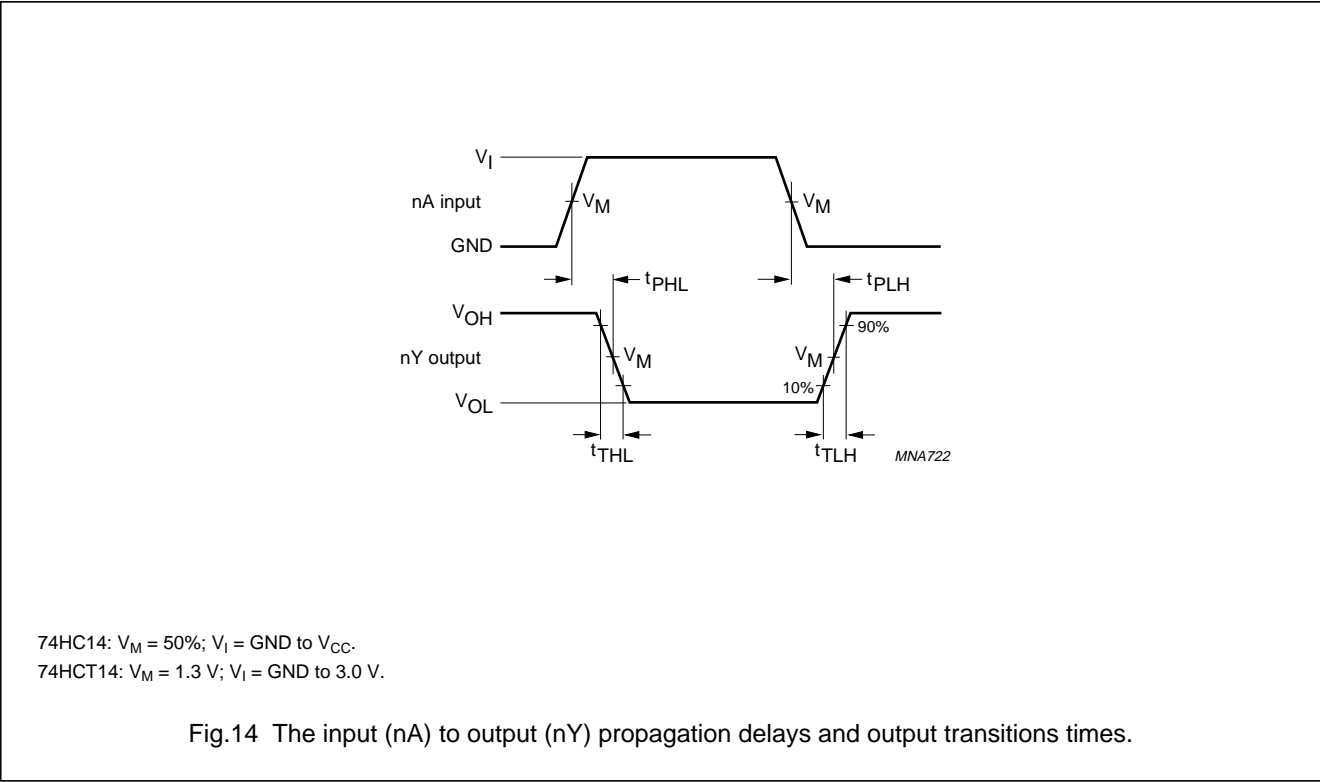 VI
nA input
VM
VM
GND
tPHL
tPLH
VOH
90%
nY output
VM
VM
10%
VOL
tTHL
tTLH
MNA722
74HC14: VM = 50%; VI = GND to VCC.
74HCT14: VM = 1.3 V; VI = GND to 3.0 V.
Fig.14 The input (nA) to output (nY) propagation delays and output transitions times.